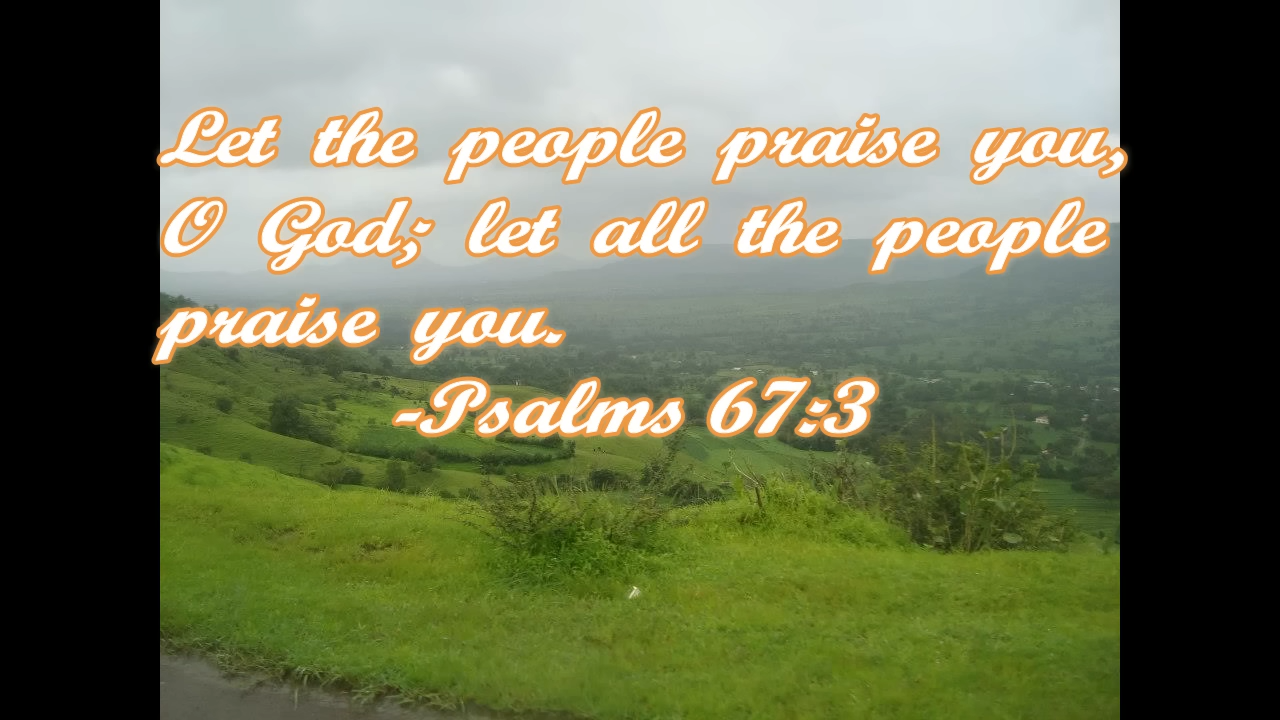 Let the people praise you,
O God; let all the people
praise you.
-Psalms 67:3